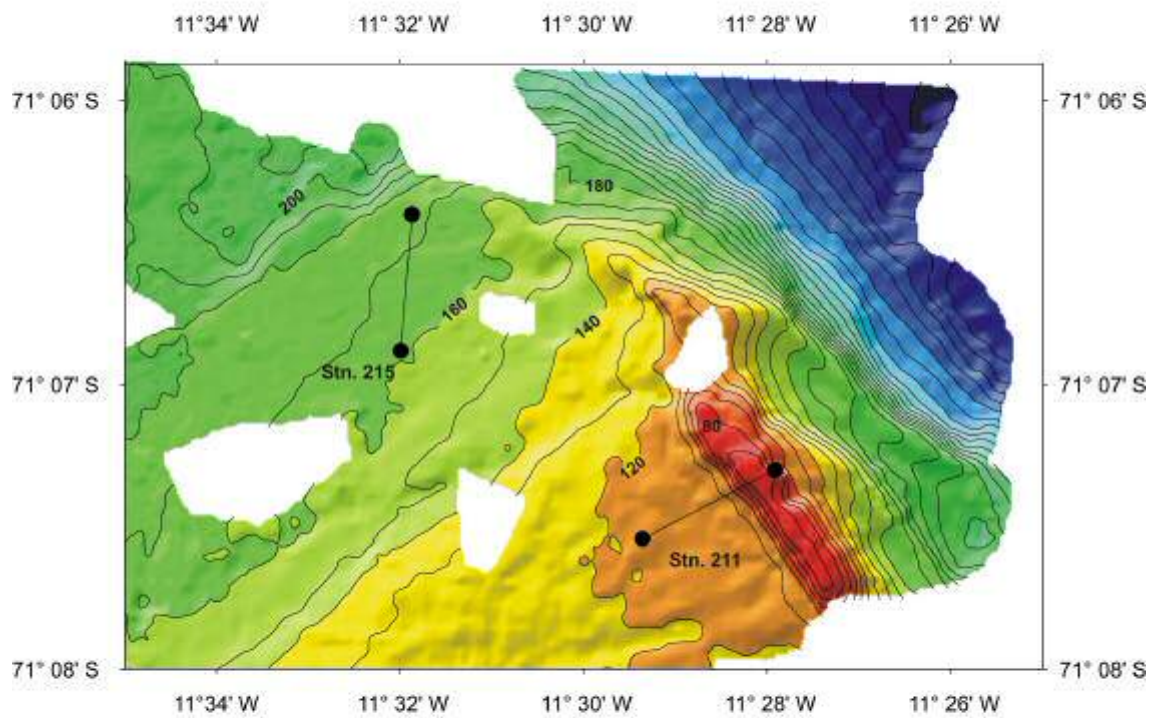 11° 34' W 11° 32' W 11° 30' W 11° 28' W 11° 26' W
71° 06' S 71° 06' S
180
200
160
140
Stn. 215
71° 07' S 71° 07' S
80
120
Stn. 211
71° 08' S 71° 08' S
11°34' W 11° 32' W 11° 30' W 11° 28' W 11° 26' W